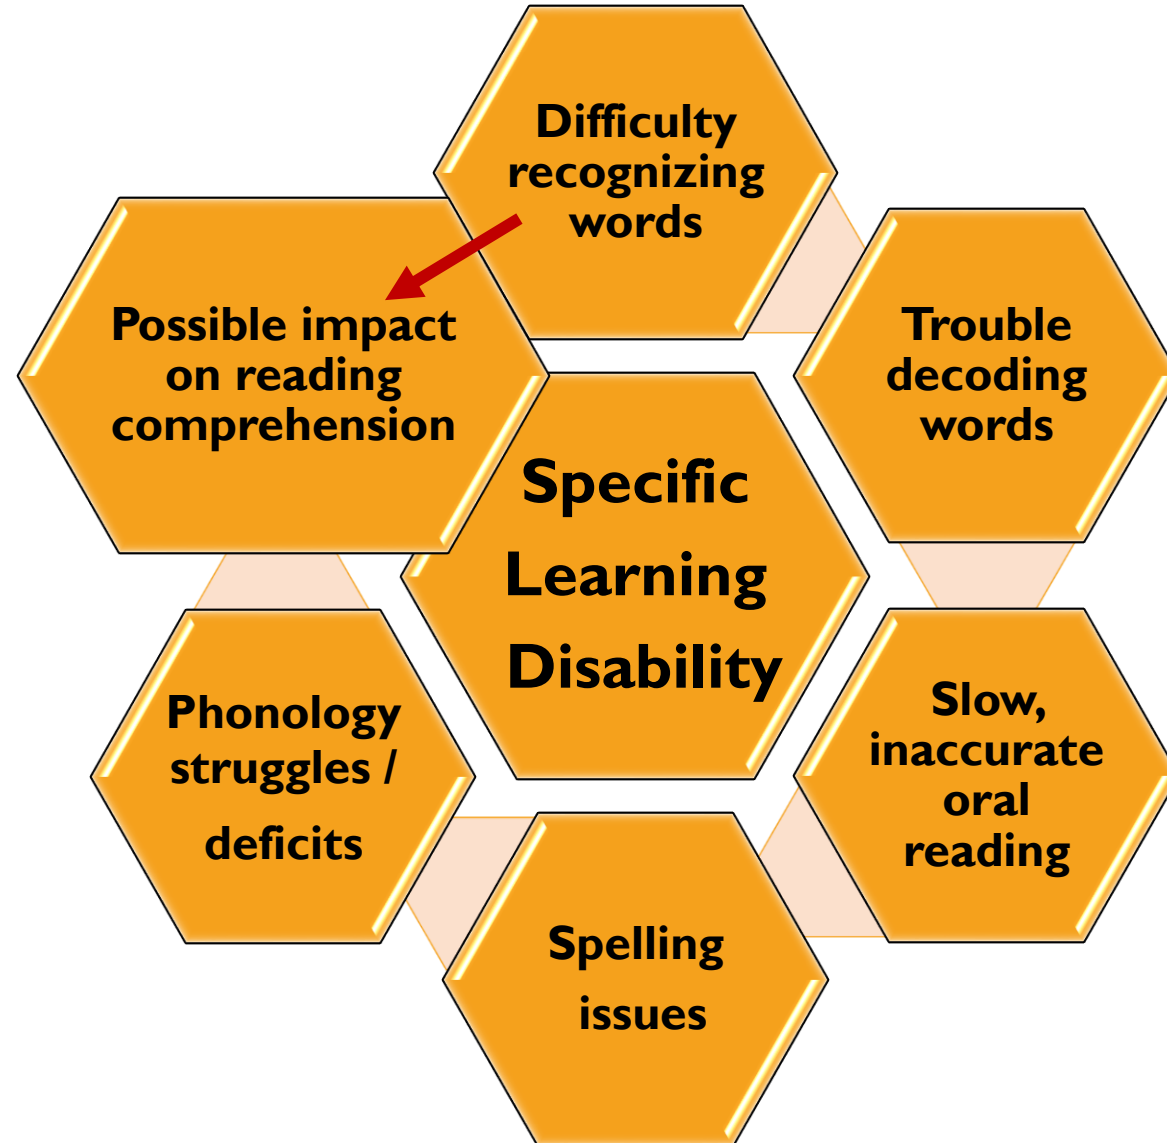 Difficulty
recognizing
words
Possible impact
on reading
comprehension
Trouble
decoding
words
Specific
Learning
Disability
Phonology
struggles /
deficits
Slow,
inaccurate
oral
reading
Spelling
issues